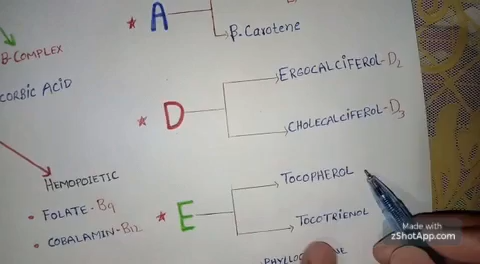 A
β-Carotene
B-COMPLEX
CORBIC ACID
D
ERGOCALCIFEROL-D2
CHOLECALCIFEROL-D3
HEMOPOIETIC
FOLATE-B9
COBALAMIN-B12
E
TOCOPHEROL
TOCOTRIENOL
Made with
zShotApp.com